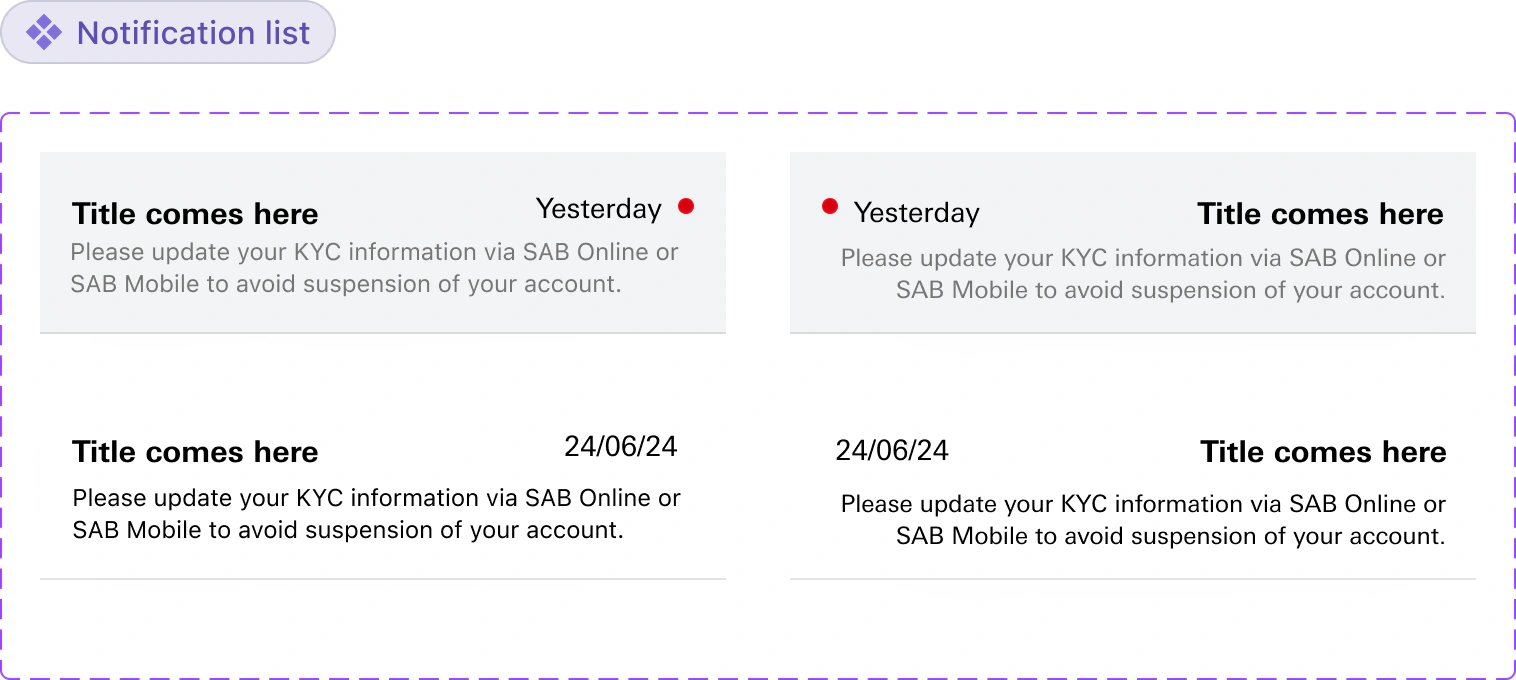 Notification list
Title comes here
Yesterday
Please update your KYC information via SAB Online or
SAB Mobile to avoid suspension of your account.
Yesterday
Title comes here
Please update your KYC information via SAB Online or
SAB Mobile to avoid suspension of your account.
Title comes here
24/06/24
Please update your KYC information via SAB Online or
SAB Mobile to avoid suspension of your account.
24/06/24
Title comes here
Please update your KYC information via SAB Online or
SAB Mobile to avoid suspension of your account.